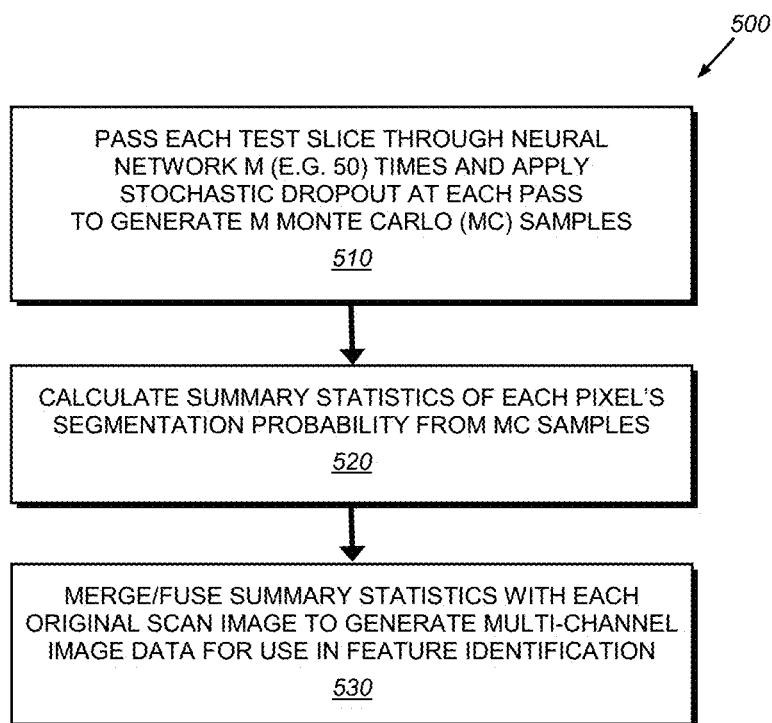 500
PASS EACH TEST SLICE THROUGH NEURAL
NETWORK M (E.G. 50) TIMES AND APPLY
STOCHASTIC DROPOUT AT EACH PASS
TO GENERATE M MONTE CARLO (MC) SAMPLES
510
CALCULATE SUMMARY STATISTICS OF EACH PIXEL'S
SEGMENTATION PROBABILITY FROM MC SAMPLES
520
MERGE/FUSE SUMMARY STATISTICS WITH EACH
ORIGINAL SCAN IMAGE TO GENERATE MULTI-CHANNEL
IMAGE DATA FOR USE IN FEATURE IDENTIFICATION
530